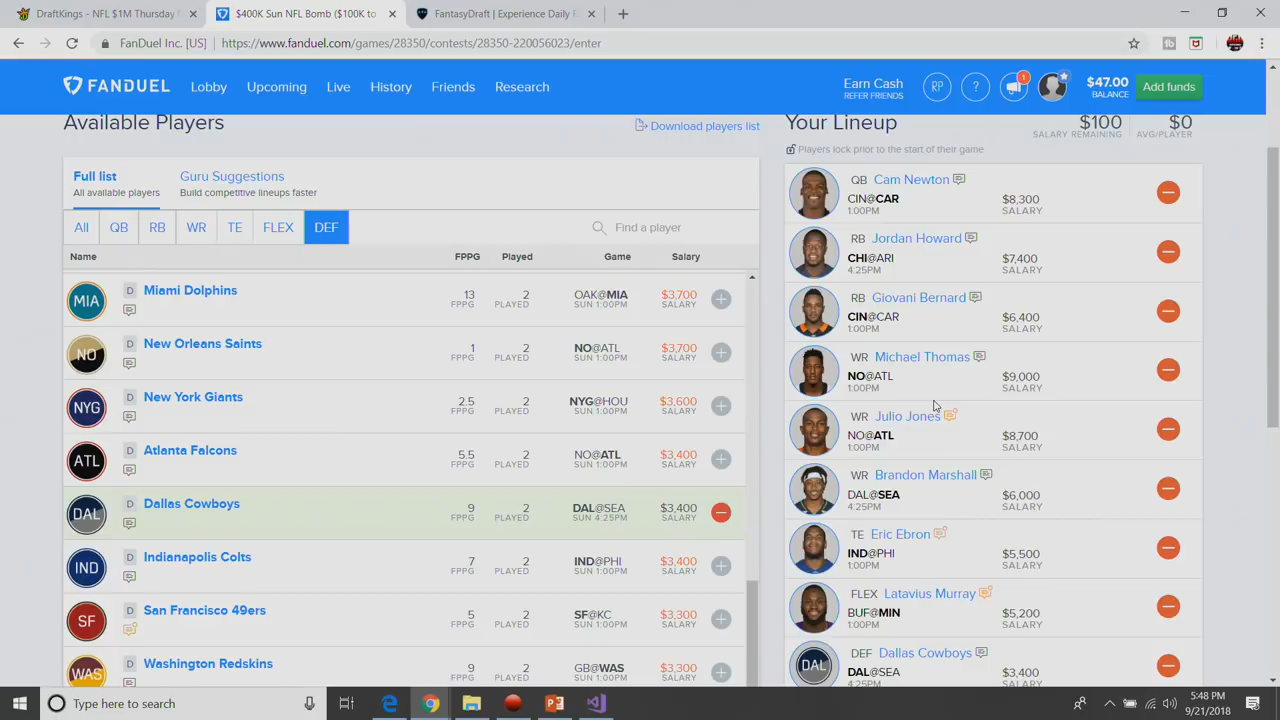 DraftKings - NFL $1M Thursday
$400K Sun NFL Bomb ($100K to
FantasyDraft | Experience Daily
FanDuel Inc. [US] https://www.fanduel.com/games/28350/contests/28350-220056023/enter
FANDUEL Lobby Upcoming Live History Friends Research
Earn Cash
REFER FRIENDS
RP
?
1
$47.00
BALANCE
Add funds
Available Players
Download players list
Your Lineup
$100
SALARY REMAINING
$0
AVG/PLAYER
Players lock prior to the start of their game
Full list
All available players
Guru Suggestions
Build competitive lineups faster
All QB RB WR TE FLEX DEF
Find a player
Name FPPG Played Game Salary
MIA D Miami Dolphins
13 FPPG
2 PLAYED
OAK@MIA
SUN 1:00PM
$3,700
SALARY
NO D New Orleans Saints
1 FPPG
2 PLAYED
NO@ATL
SUN 1:00PM
$3,700
SALARY
NYG D New York Giants
2.5 FPPG
2 PLAYED
NYG@HOU
SUN 1:00PM
$3,600
SALARY
ATL D Atlanta Falcons
5.5 FPPG
2 PLAYED
NO@ATL
SUN 1:00PM
$3,400
SALARY
DAL D Dallas Cowboys
9 FPPG
2 PLAYED
DAL@SEA
SUN 4:25PM
$3,400
SALARY
IND D Indianapolis Colts
7 FPPG
2 PLAYED
IND@PHI
SUN 1:00PM
$3,400
SALARY
SF D San Francisco 49ers
5 FPPG
2 PLAYED
SF@KC
SUN 1:00PM
$3,300
SALARY
WAS D Washington Redskins
9 FPPG
2 PLAYED
GB@WAS
SUN 1:00PM
$3,300
SALARY
QB Cam Newton
CIN@CAR
1:00PM
$8,300
SALARY
RB Jordan Howard
CHI@ARI
4:25PM
$7,400
SALARY
RB Giovani Bernard
CIN@CAR
1:00PM
$6,400
SALARY
WR Michael Thomas
NO@ATL
1:00PM
$9,000
SALARY
WR Julio Jones
NO@ATL
1:00PM
$8,700
SALARY
WR Brandon Marshall
DAL@SEA
4:25PM
$6,000
SALARY
TE Eric Ebron
IND@PHI
1:00PM
$5,500
SALARY
FLEX Latavius Murray
BUF@MIN
1:00PM
$5,200
SALARY
DAL
DEF Dallas Cowboys
DAL@SEA
4:25PM
$3,400
SALARY
Type here to search
5:48 PM
9/21/2018